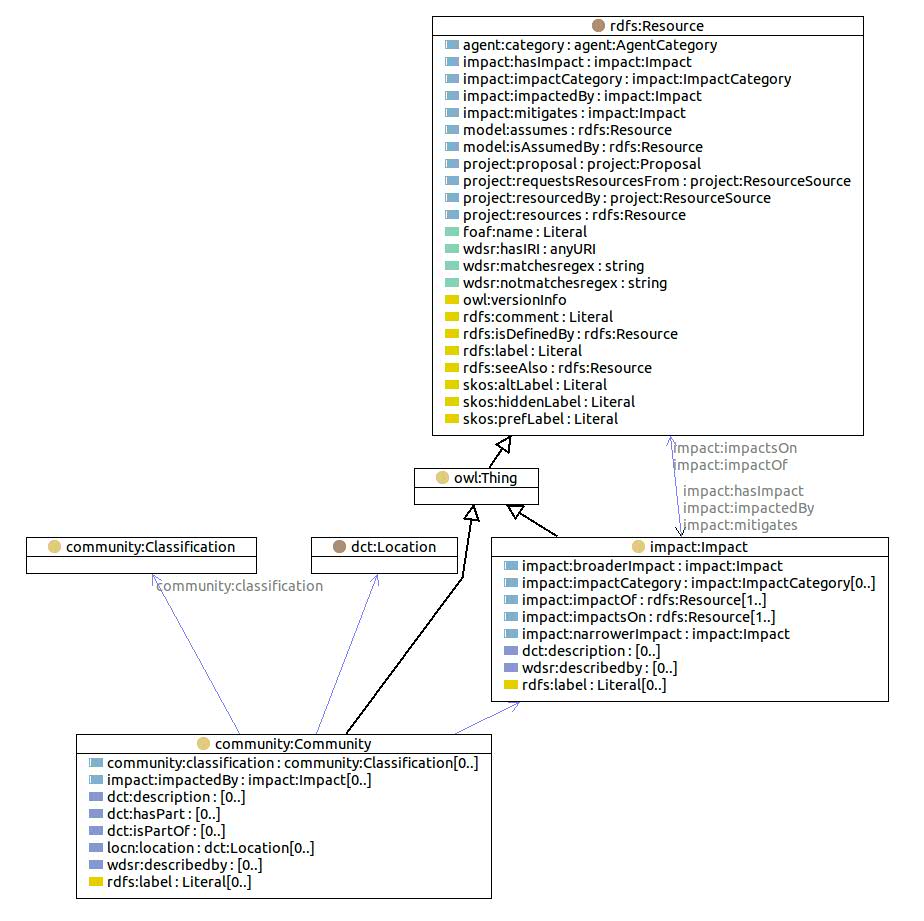 rdfs:Resource
agent:category : agent:AgentCategory
impact:hasImpact : impact:Impact
impact:impactCategory : impact:ImpactCategory
impact:impactedBy : impact:Impact
impact:mitigates : impact:Impact
model:assumes : rdfs:Resource
model:isAssumedBy : rdfs:Resource
project:proposal : project:Proposal
project:requestsResourcesFrom : project:ResourceSource
project:resourcedBy : project:ResourceSource
project:resources : rdfs:Resource
foaf:name : Literal
wdsr:hasIRI : anyURI
wdsr:matchesregex : string
wdsr:notmatchesregex : string
owl:versionInfo
rdfs:comment : Literal
rdfs:isDefinedBy : rdfs:Resource
rdfs:label : Literal
rdfs:seeAlso : rdfs:Resource
skos:altLabel : Literal
skos:hiddenLabel : Literal
skos:prefLabel : Literal
impact:impactsOn
impact:impactOf
owl:Thing
impact:hasImpact
impact:impactedBy
impact:mitigates
community:Classification
dct:Location
impact:Impact
impact:broaderImpact : impact:Impact
impact:impactCategory : impact:ImpactCategory[0..]
impact:impactOf : rdfs:Resource[1..]
impact:impactsOn : rdfs:Resource[1..]
impact:narrowerImpact : impact:Impact
dct:description : [0..]
wdsr:describedby : [0..]
rdfs:label : Literal[0..]
community:classification
community:Community
community:classification : community:Classification[0..]
impact:impactedBy : impact:Impact[0..]
dct:description : [0..]
dct:hasPart : [0..]
dct:isPartOf : [0..]
locn:location : dct:Location[0..]
wdsr:describedby : [0..]
rdfs:label : Literal[0..]